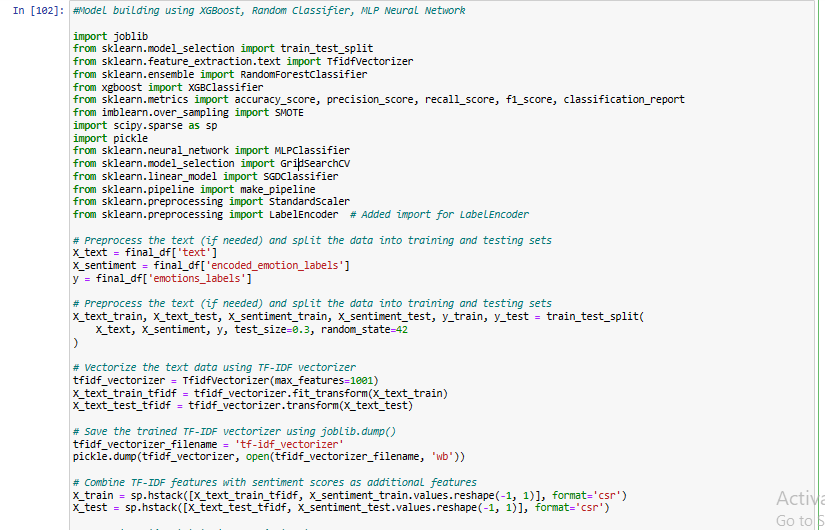 In [102]: #Model building using XGBoost, Random Classifier, MLP Neural Network
import joblib
from sklearn.model_selection import train_test_split
from sklearn.feature_extraction.text import TfidfVectorizer
from sklearn.ensemble import RandomForestClassifier
from xgboost import XGBClassifier
from sklearn.metrics import accuracy_score, precision_score, recall_score, f1_score, classification_report
from imblearn.over_sampling import SMOTE
import scipy.sparse as sp
import pickle
from sklearn.neural_network import MLPClassifier
from sklearn.model_selection import GridSearchCV
from sklearn.linear_model import SGDClassifier
from sklearn.pipeline import make_pipeline
from sklearn.preprocessing import StandardScaler
from sklearn.preprocessing import LabelEncoder  # Added import for LabelEncoder
# Preprocess the text (if needed) and split the data into training and testing sets
X_text = final_df['text']
X_sentiment = final_df['encoded_emotion_labels']
y = final_df['emotions_labels']
# Preprocess the text (if needed) and split the data into training and testing sets
X_text_train, X_text_test, X_sentiment_train, X_sentiment_test, y_train, y_test = train_test_split(
    X_text, X_sentiment, y, test_size=0.3, random_state=42
)
# Vectorize the text data using TF-IDF vectorizer
tfidf_vectorizer = TfidfVectorizer(max_features=1001)
X_text_train_tfidf = tfidf_vectorizer.fit_transform(X_text_train)
X_text_test_tfidf = tfidf_vectorizer.transform(X_text_test)
# Save the trained TF-IDF vectorizer using joblib.dump()
tfidf_vectorizer_filename = 'tf-idf_vectorizer'
pickle.dump(tfidf_vectorizer, open(tfidf_vectorizer_filename, 'wb'))
# Combine TF-IDF features with sentiment scores as additional features
X_train = sp.hstack([X_text_train_tfidf, X_sentiment_train.values.reshape(-1, 1)], format='csr')
X_test = sp.hstack([X_text_test_tfidf, X_sentiment_test.values.reshape(-1, 1)], format='csr')
Activa
Go to S